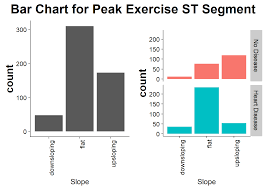 Bar Chart for Peak Exercise ST Segment
count
300
200
100
0
downsloping
flat
upsloping
Slope
count
200
150
100
50
0
No Disease
200
150
100
50
0
Heart Disease
downsloping
flat
upsloping
Slope